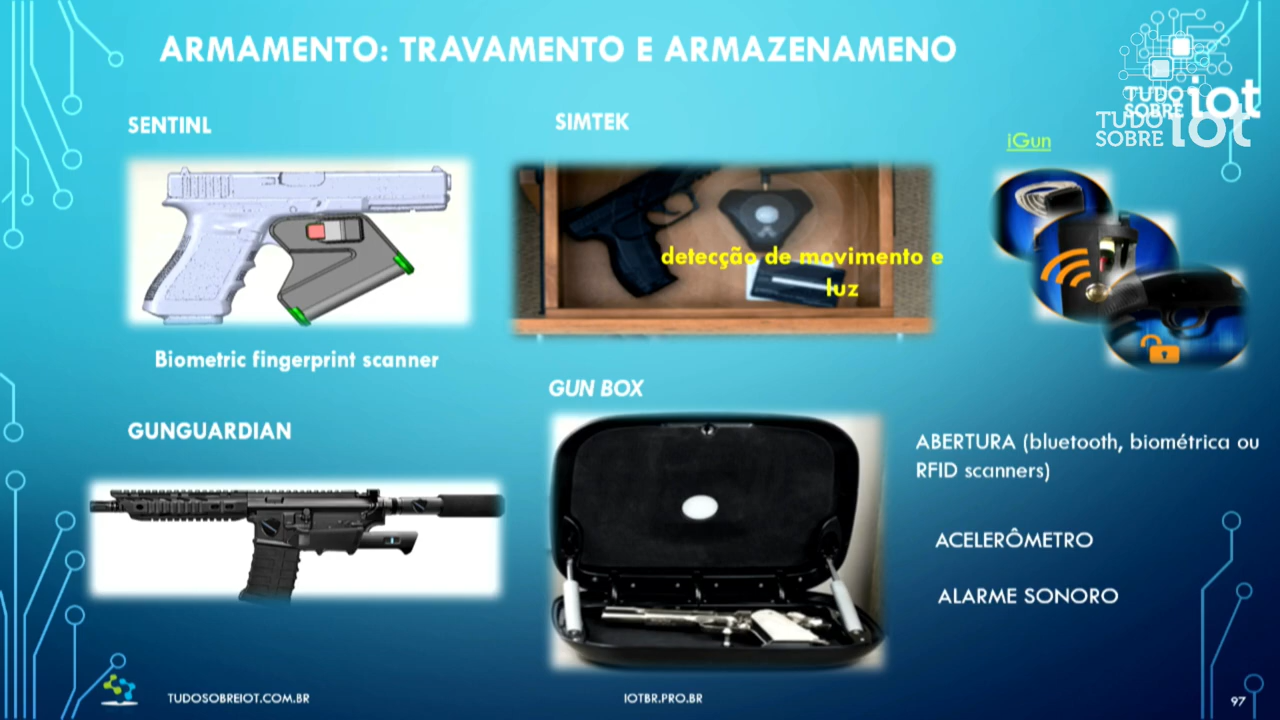 ARMAMENTO: TRAVAMENTO E ARMAZENAMENO
TUDO
SOBRE iot
TUDO
SOBRE iot
SENTINL
SIMTEK
iGun
detecção de movimento e
luz
Biometric fingerprint scanner
GUN BOX
GUNGUARDIAN
ABERTURA (bluetooth, biométrica ou
RFID scanners)
ACELERÔMETRO
ALARME SONORO
TUDOSOBREIOT.COM.BR
IOTBR.PRO.BR
97